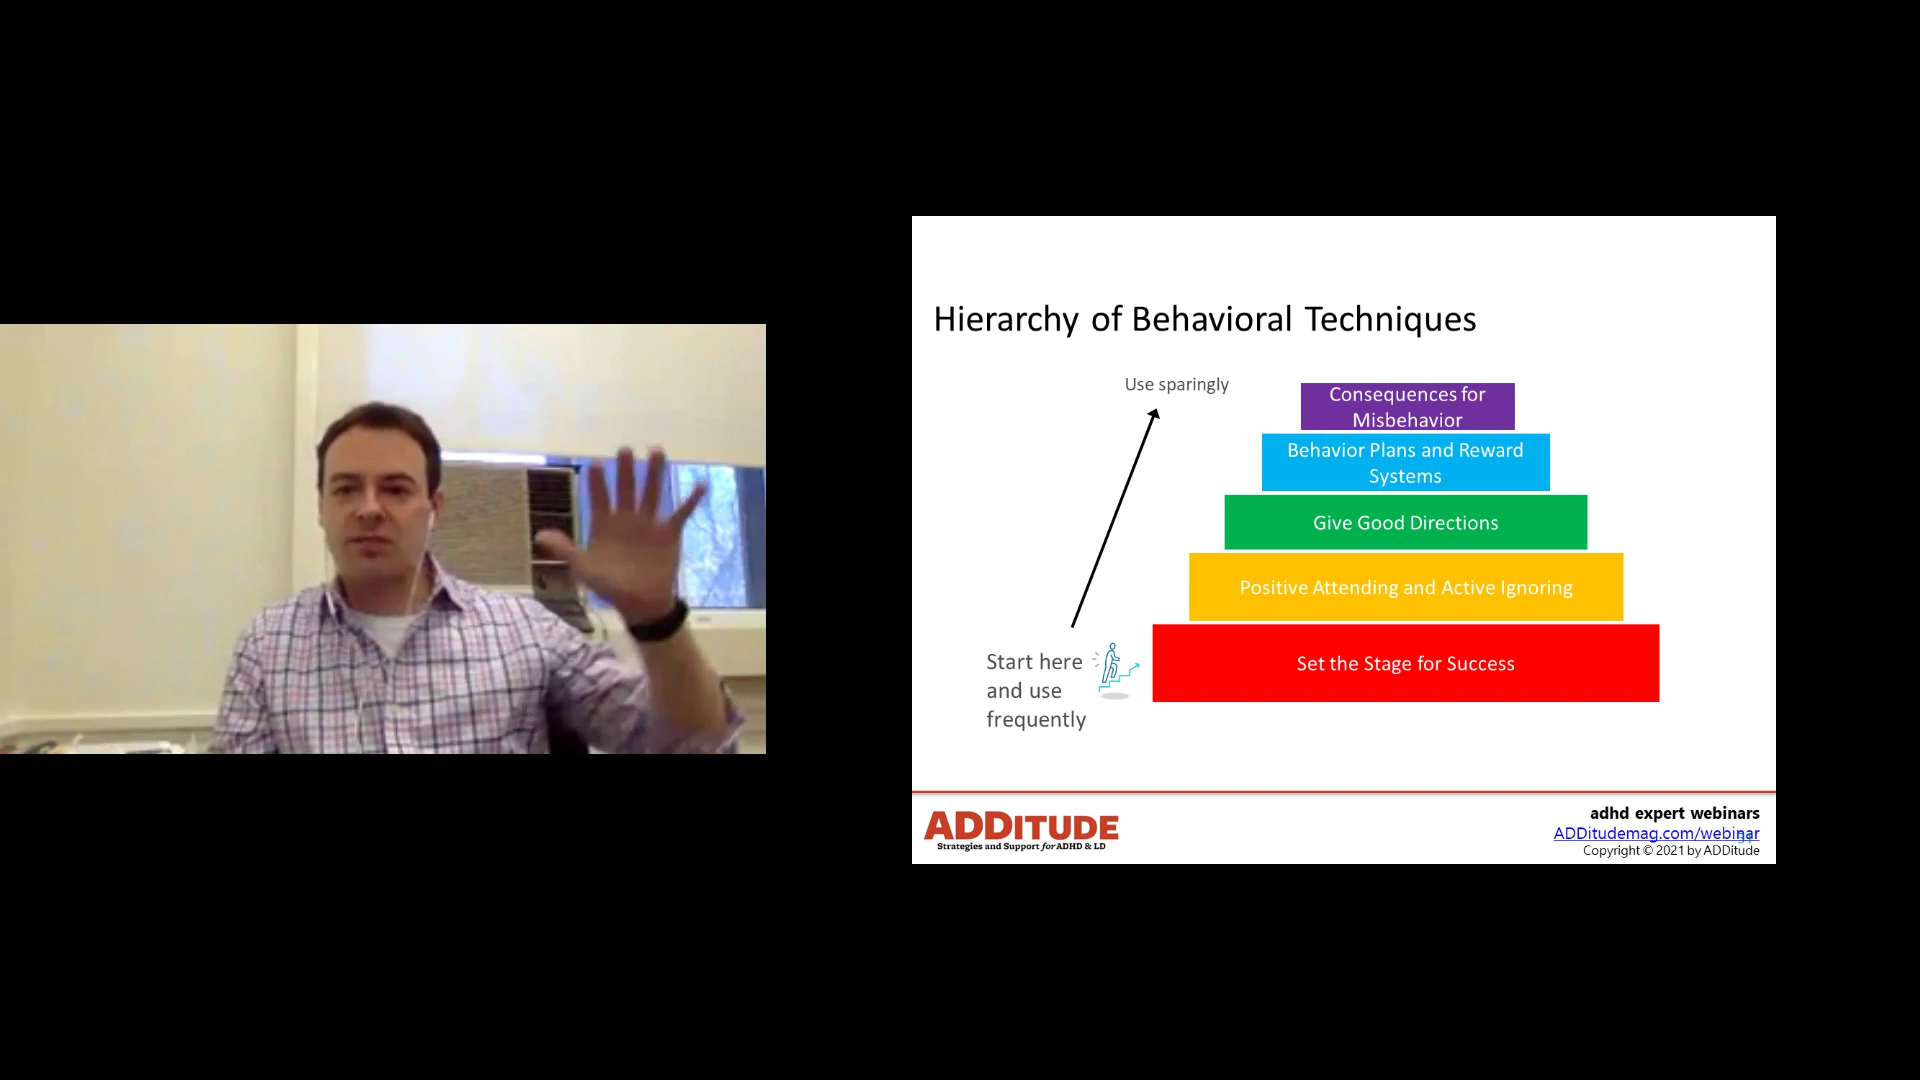 Hierarchy of Behavioral Techniques
Use sparingly
Consequences for
Misbehavior
Behavior Plans and Reward
Systems
Give Good Directions
Positive Attending and Active Ignoring
Set the Stage for Success
Start here
and use
frequently
ADDITUDE
Strategies and Support for ADHD & LD
adhd expert webinars
ADDitudemag.com/webinar
Copyright © 2021 by ADDitude